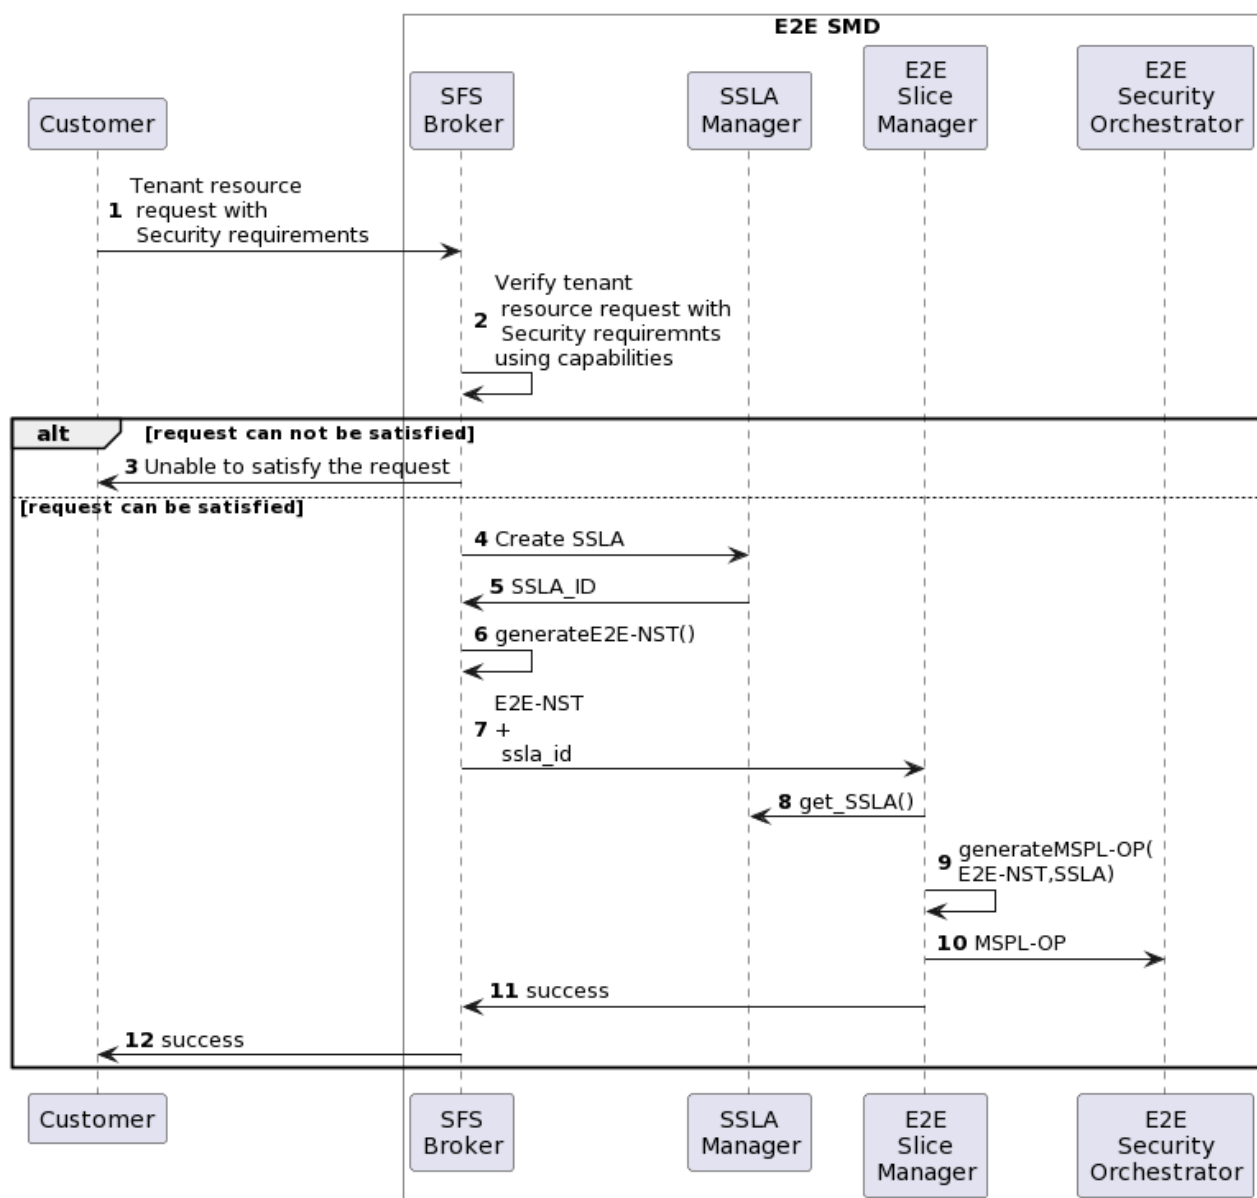 E2E SMD
Customer
SFS
Broker
SSLA
Manager
E2E
Slice
Manager
E2E
Security
Orchestrator
Tenant resource
1 request with
Security requirements
Verify tenant
resource request with
2 Security requiremnts
using capabilities
alt [request can not be satisfied]
3 Unable to satisfy the request
[request can be satisfied]
4 Create SSLA
5 SSLA_ID
6 generateE2E-NST()
E2E-NST
7 +
ssla_id
8 get_SSLA()
9 generateMSPL-OP(
E2E-NST,SSLA)
10 MSPL-OP
11 success
12 success
Customer
SFS
Broker
SSLA
Manager
E2E
Slice
Manager
E2E
Security
Orchestrator